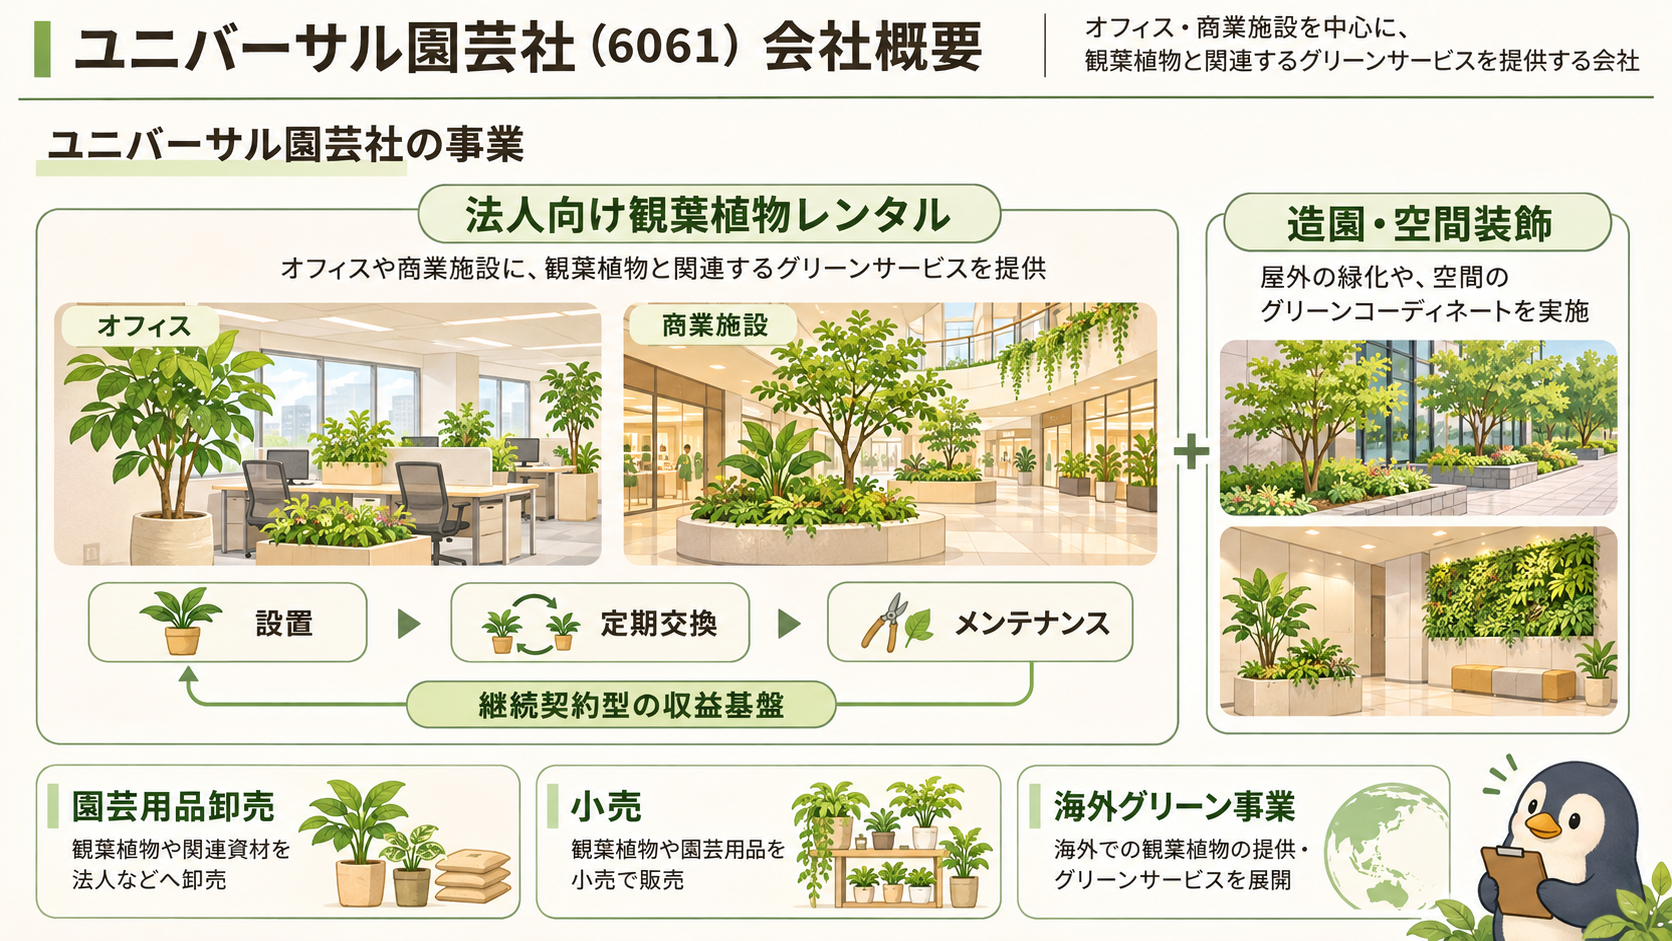 ユニバーサル園芸社（6061）会社概要
オフィス・商業施設を中心に、
観葉植物と関連するグリーンサービスを提供する会社
ユニバーサル園芸社の事業
法人向け観葉植物レンタル
オフィスや商業施設に、観葉植物と関連するグリーンサービスを提供
オフィス
商業施設
設置
定期交換
メンテナンス
継続契約型の収益基盤
造園・空間装飾
屋外の緑化や、空間の
グリーンコーディネートを実施
園芸用品卸売
観葉植物や関連資材を
法人などへ卸売
小売
観葉植物や園芸用品を
小売で販売
海外グリーン事業
海外での観葉植物の提供・
グリーンサービスを展開